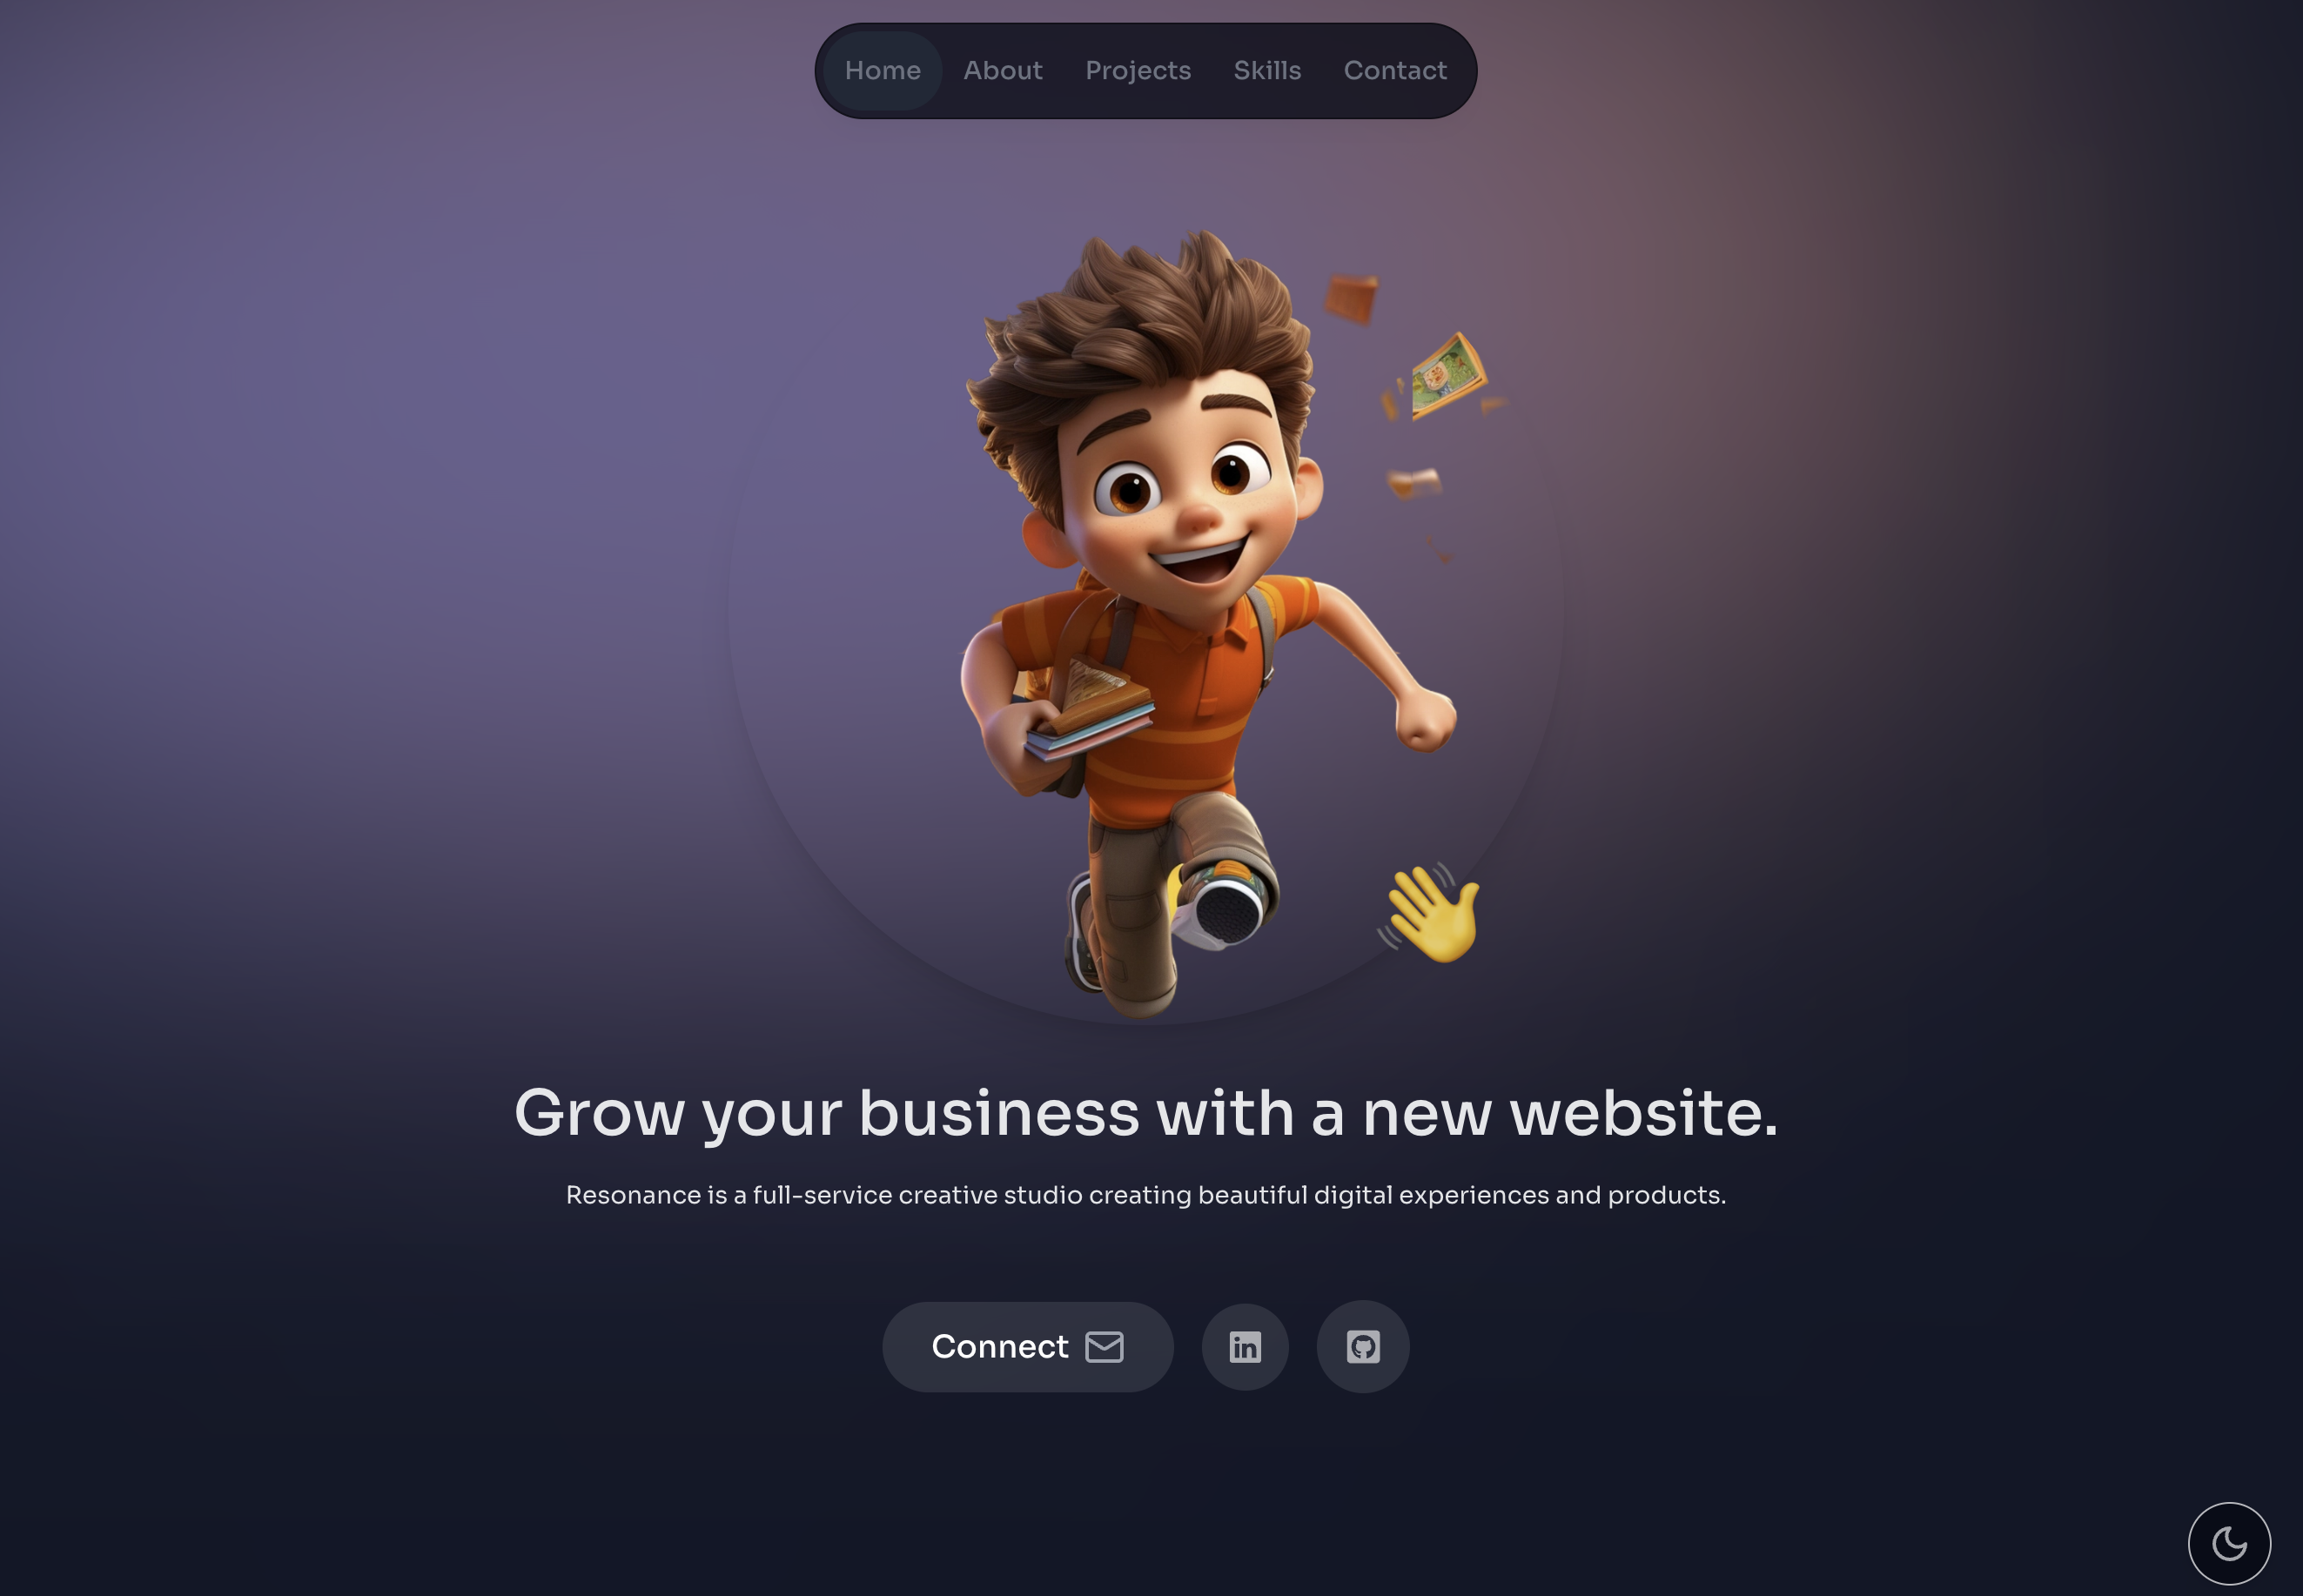 Home About Projects Skills Contact
Grow your business with a new website.
Resonance is a full-service creative studio creating beautiful digital experiences and products.
Connect
in